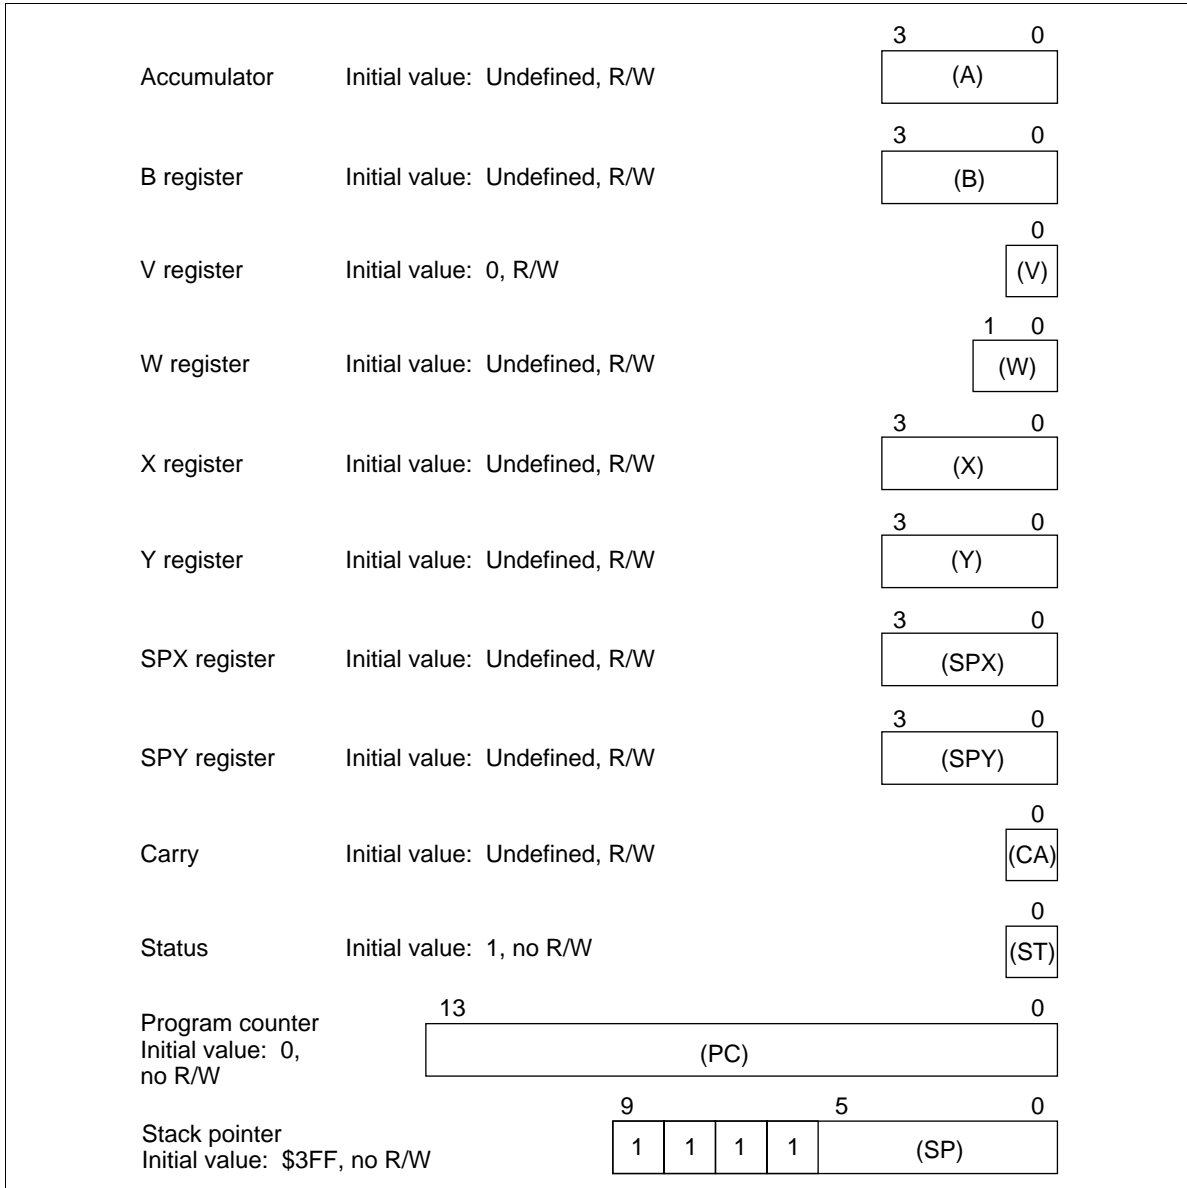 3 0
Accumulator Initial value: Undefined, R/W (A)
3 0
B register Initial value: Undefined, R/W (B)
0
V register Initial value: 0, R/W (V)
1 0
W register Initial value: Undefined, R/W (W)
3 0
X register Initial value: Undefined, R/W (X)
3 0
Y register Initial value: Undefined, R/W (Y)
3 0
SPX register Initial value: Undefined, R/W (SPX)
3 0
SPY register Initial value: Undefined, R/W (SPY)
0
Carry Initial value: Undefined, R/W (CA)
0
Status Initial value: 1, no R/W (ST)
13 0
Program counter
Initial value: 0, (PC)
no R/W
9 5 0
Stack pointer 1 1 1 1 (SP)
Initial value: $3FF, no R/W